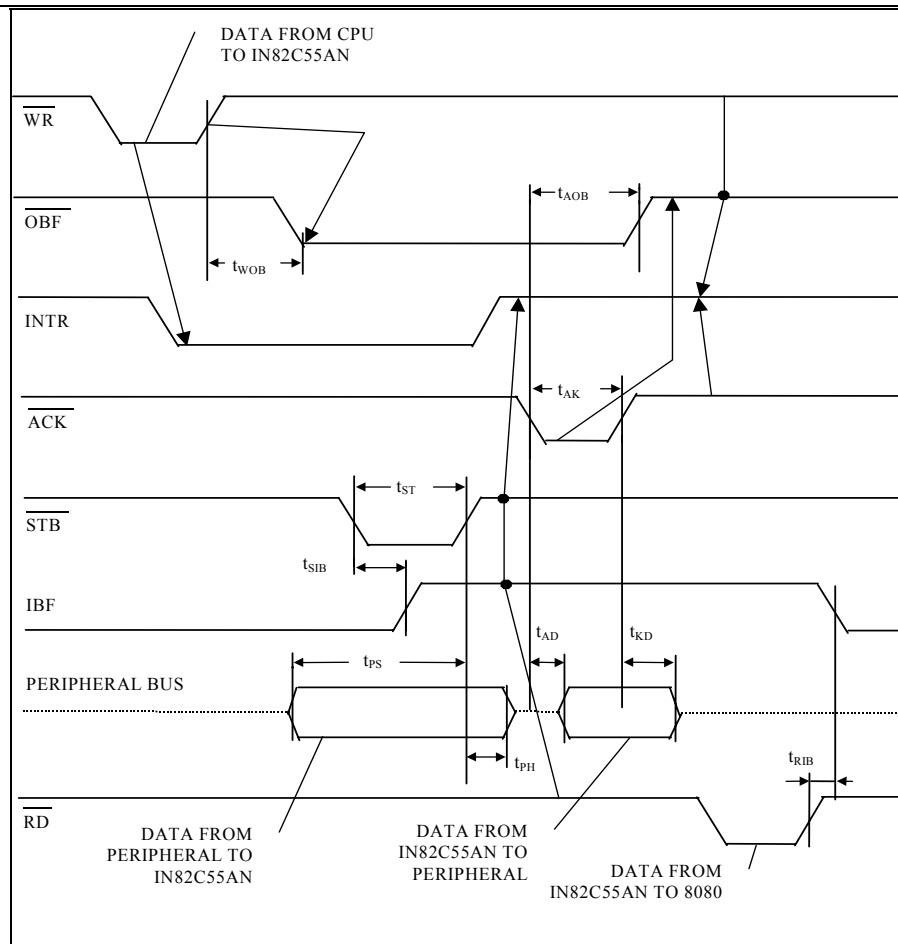 DATA FROM CPU
TO IN82C55AN
WR
tAOB
OBF
tWOB
INTR
tAK
ACK
tST
STB
tSIB
IBF
tAD
tKD
tPS
PERIPHERAL BUS
tPH
tRIB
RD
DATA FROM
PERIPHERAL TO
IN82C55AN
DATA FROM
IN82C55AN TO
PERIPHERAL
DATA FROM
IN82C55AN TO 8080